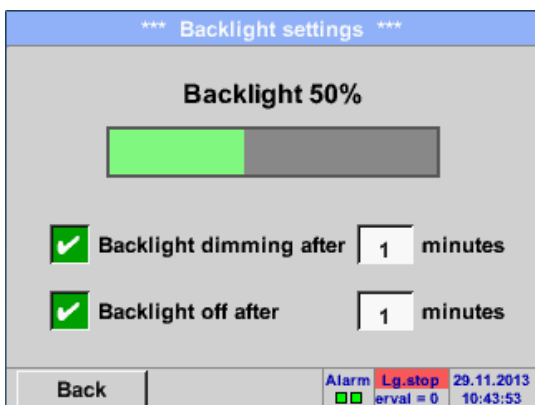 *** Backlight settings ***
Backlight 50%
Backlight dimming after 1 minutes
Backlight off after 1 minutes
Back
Alarm Lg.stop 29.11.2013
erval = 0 10:43:53